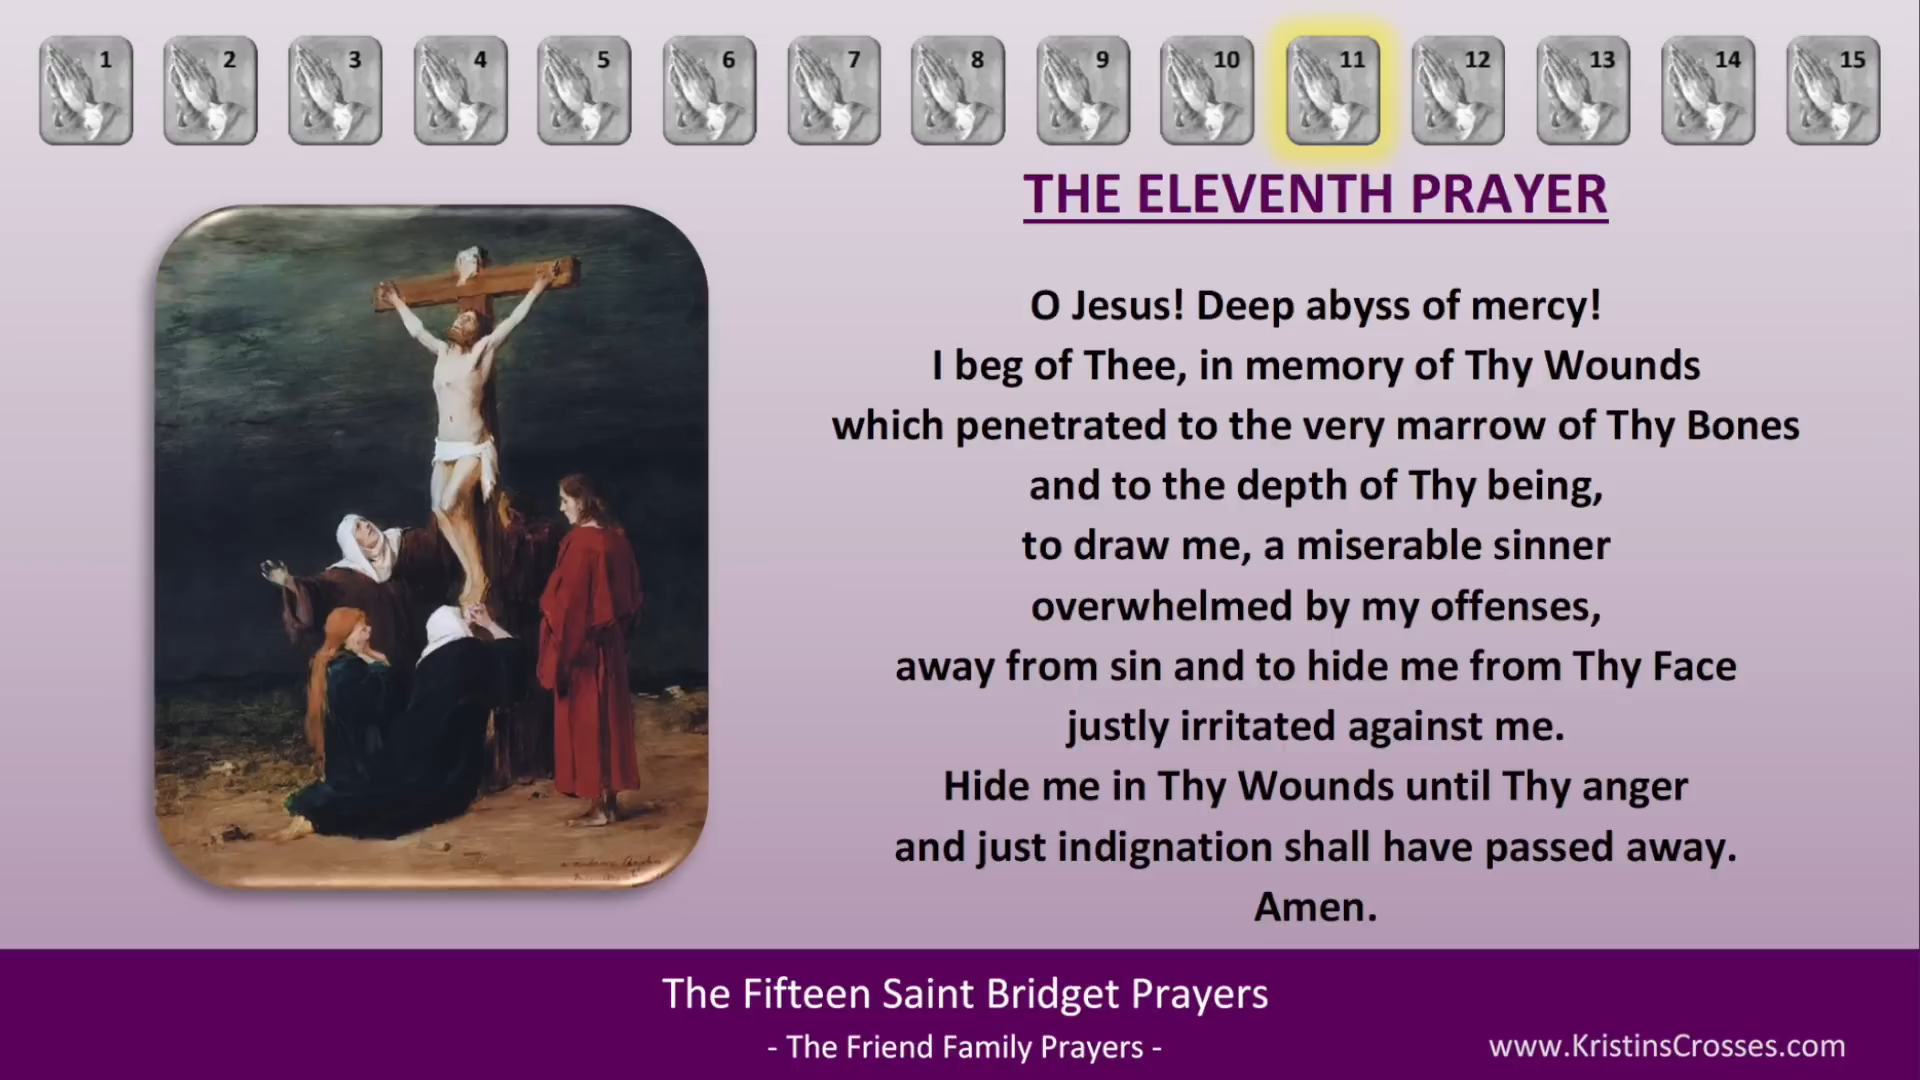 1 2 3 4 5 6 7 8 9 10 11 12 13 14 15
THE ELEVENTH PRAYER
O Jesus! Deep abyss of mercy!
I beg of Thee, in memory of Thy Wounds
which penetrated to the very marrow of Thy Bones
and to the depth of Thy being,
to draw me, a miserable sinner
overwhelmed by my offenses,
away from sin and to hide me from Thy Face
justly irritated against me.
Hide me in Thy Wounds until Thy anger
and just indignation shall have passed away.
Amen.
The Fifteen Saint Bridget Prayers
- The Friend Family Prayers -
www.KristinsCrosses.com